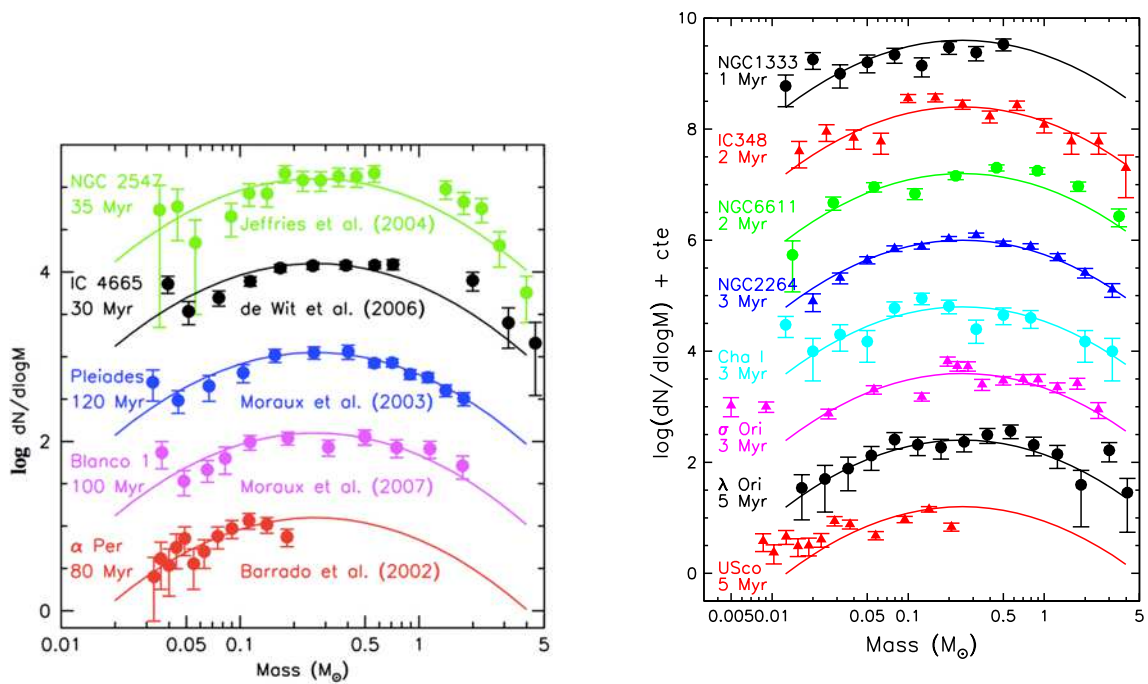 NGC 2547
35 Myr
Jeffries et al. (2004)
IC 4665
30 Myr
de Wit et al. (2006)
Pleiades
120 Myr
Moraux et al. (2003)
Blanco 1
100 Myr
Moraux et al. (2007)
α Per
80 Myr
Barrado et al. (2002)
log dN/dlogM
4
2
0
0.01
0.05
0.1
0.5
1
5
Mass (M⊙)
NGC1333
1 Myr
IC348
2 Myr
NGC6611
2 Myr
NGC2264
3 Myr
Cha I
3 Myr
σ Ori
3 Myr
λ Ori
5 Myr
USco
5 Myr
log(dN/dlogM) + cte
10
8
6
4
2
0
0.005
0.01
0.05
0.1
0.5
1
5
Mass (M⊙)